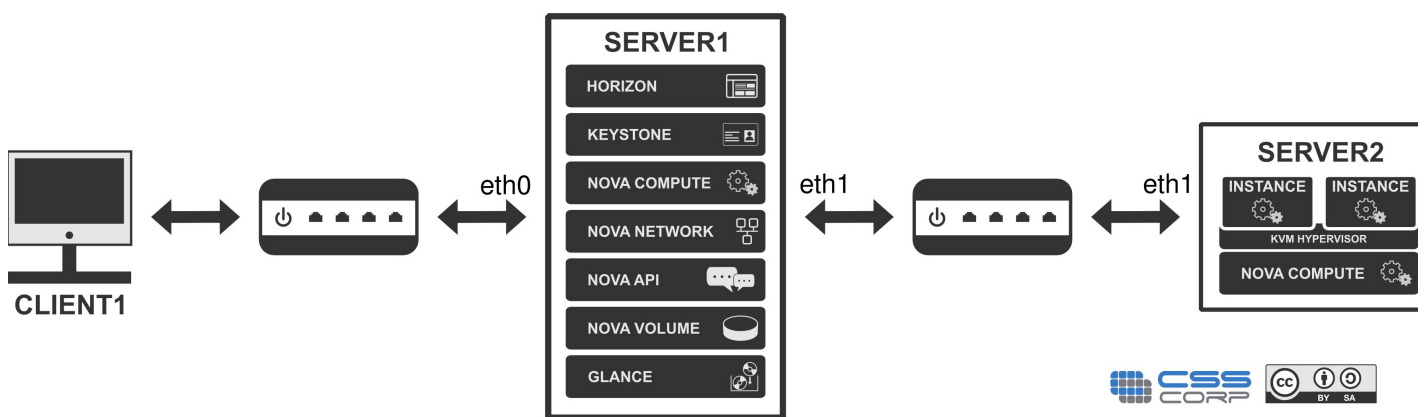 CLIENT1
eth0
SERVER1
HORIZON
KEYSTONE
NOVA COMPUTE
NOVA NETWORK
NOVA API
NOVA VOLUME
GLANCE
eth1
eth1
SERVER2
INSTANCE INSTANCE
KVM HYPERVISOR
NOVA COMPUTE
CSS
CORP
cc
BY SA